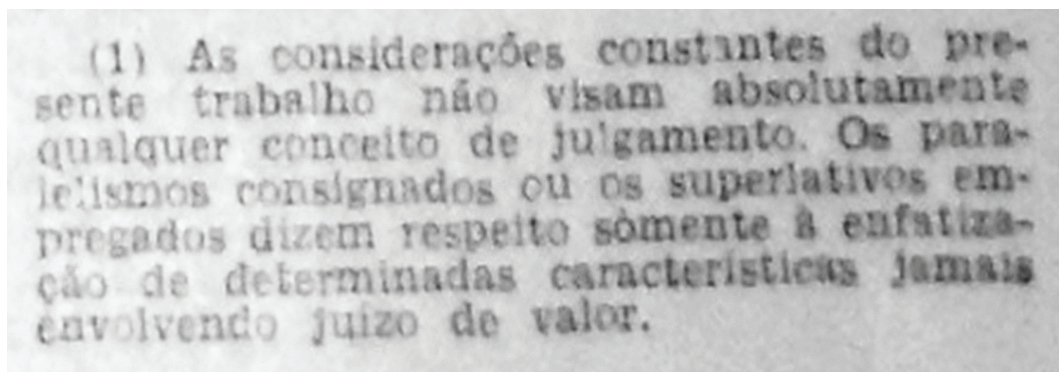 (1) As considerações constantes do pre-
sente trabalho não visam absolutamente
qualquer conceito de julgamento. Os para-
lelismos consignados ou os superlativos em-
pregados dizem respeito sòmente à enfatiza-
ção de determinadas características jamais
envolvendo juizo de valor.